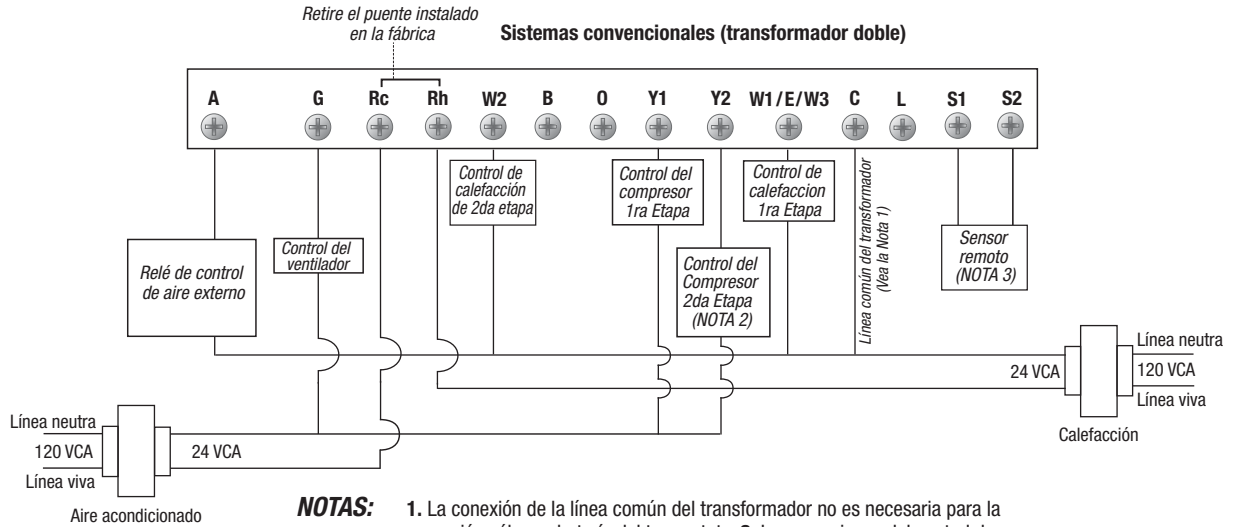 Retire el puente instalado
en la fábrica
Sistemas convencionales (transformador doble)
A G Rc Rh W2 B O Y1 Y2 W1/E/W3 C L S1 S2
Relé de control
de aire externo
Control del
ventilador
Control de
calefacción
de 2da etapa
Control del
compresor
1ra Etapa
Control del
Compresor
2da Etapa
(NOTA 2)
Control de
calefaccion
1ra Etapa
Línea común del transformador
(Vea la Nota 1)
Sensor
remoto
(NOTA 3)
Línea neutra
24 VCA 120 VCA
Línea viva
Calefacción
Línea neutra
120 VCA 24 VCA
Línea viva
Aire acondicionado
NOTAS: 1. La conexión de la línea común del transformador no es necesaria para la